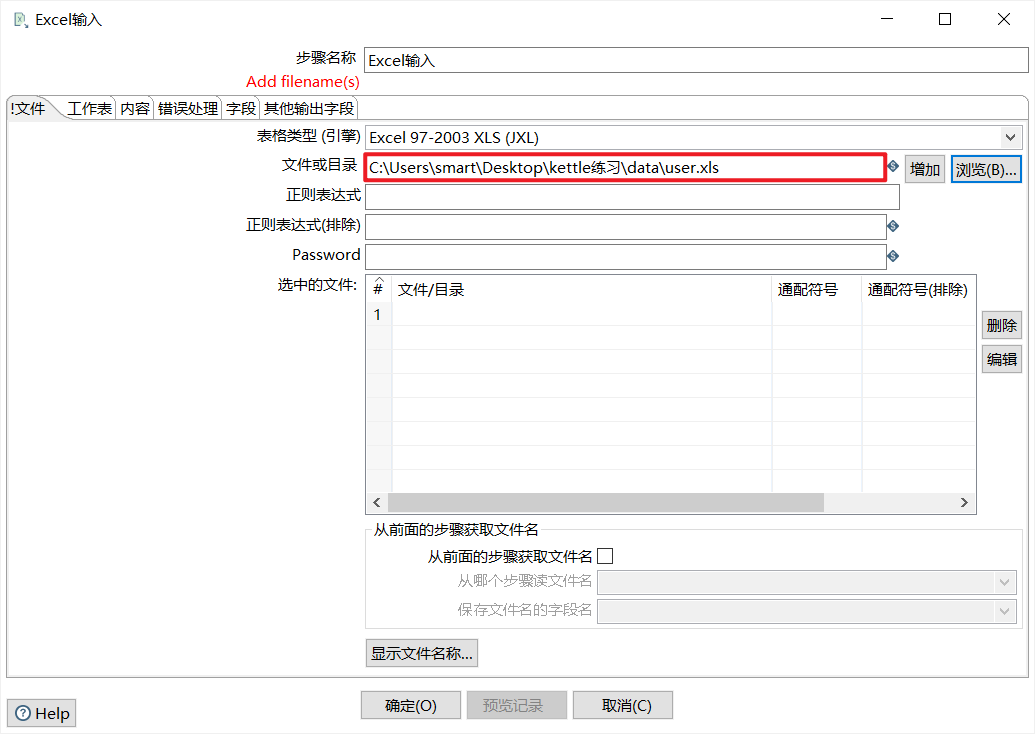 Excel输入
步骤名称 Excel输入
Add filename(s)
!文件 工作表 内容 错误处理 字段 其他输出字段
表格类型 (引擎) Excel 97-2003 XLS (JXL)
文件或目录 C:\Users\smart\Desktop\kettle练习\data\user.xls 增加 浏览(B)...
正则表达式
正则表达式(排除)
Password
选中的文件: # 文件/目录 通配符号 通配符号(排除)
1
删除
编辑
从前面的步骤获取文件名
从前面的步骤获取文件名
从哪个步骤读文件名
保存文件名的字段名
显示文件名称...
Help 确定(O) 预览记录 取消(C)